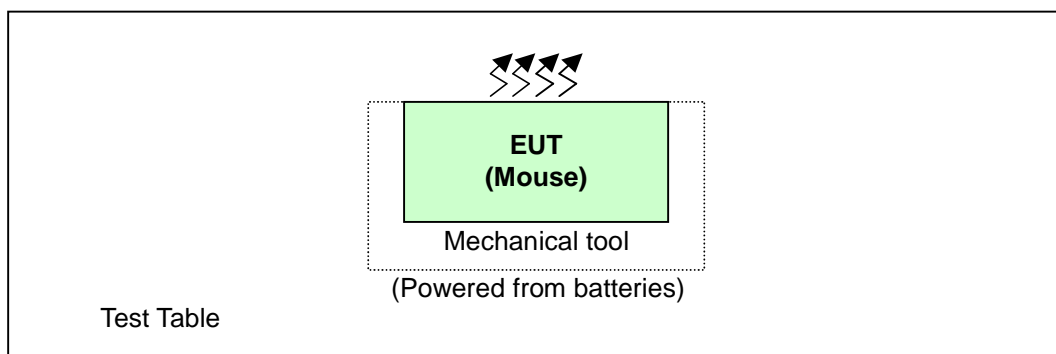 EUT
(Mouse)
Mechanical tool
(Powered from batteries)
Test Table